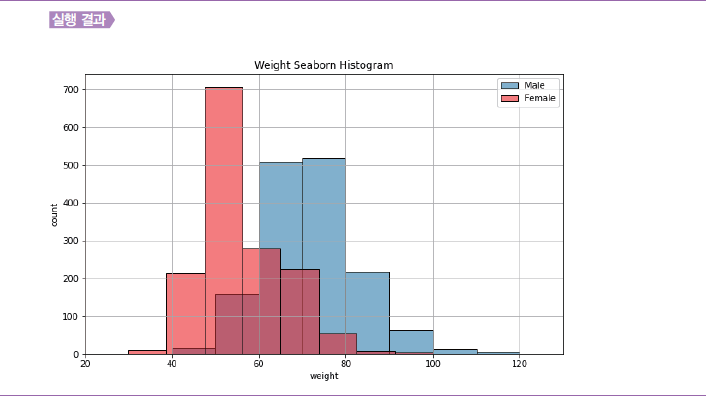 실행 결과
Weight Seaborn Histogram
Male
Female
700
600
500
400
300
200
100
0
count
20 40 60 80 100 120
weight